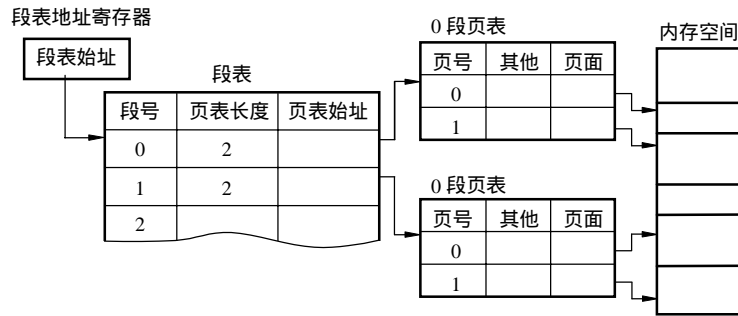 段表地址寄存器
段表始址
段表
段号 页表长度 页表始址
0 2
1 2
2
0 段页表
页号 其他 页面
0
1
0 段页表
页号 其他 页面
0
1
内存空间